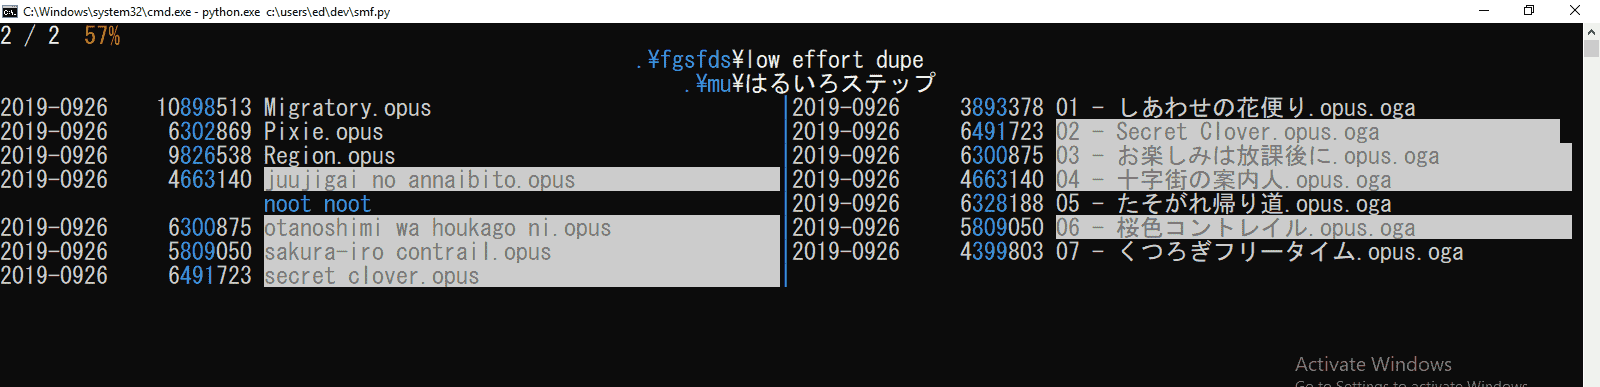 C:\Windows\system32\cmd.exe - python.exe c:\users\ed\dev\smf.py
2 / 2 57%
.¥fgsfds¥low effort dupe
.¥mu¥はるいろステップ
2019-0926 10898513 Migratory.opus
2019-0926 6302869 Pixie.opus
2019-0926 9826538 Region.opus
2019-0926 4663140 juujigai no annaibito.opus
noot noot
2019-0926 6300875 otanoshimi wa houkago ni.opus
2019-0926 5809050 sakura-iro contrail.opus
2019-0926 6491723 secret clover.opus
2019-0926 3893378 01 - しあわせの花便り.opus.oga
2019-0926 6491723 02 - Secret Clover.opus.oga
2019-0926 6300875 03 - お楽しみは放課後に.opus.oga
2019-0926 4663140 04 - 十字街の案内人.opus.oga
2019-0926 6328188 05 - たそがれ帰り道.opus.oga
2019-0926 5809050 06 - 桜色コントレイル.opus.oga
2019-0926 4399803 07 - くつろぎフリータイム.opus.oga
Activate Windows
Go to Settings to activate Windows